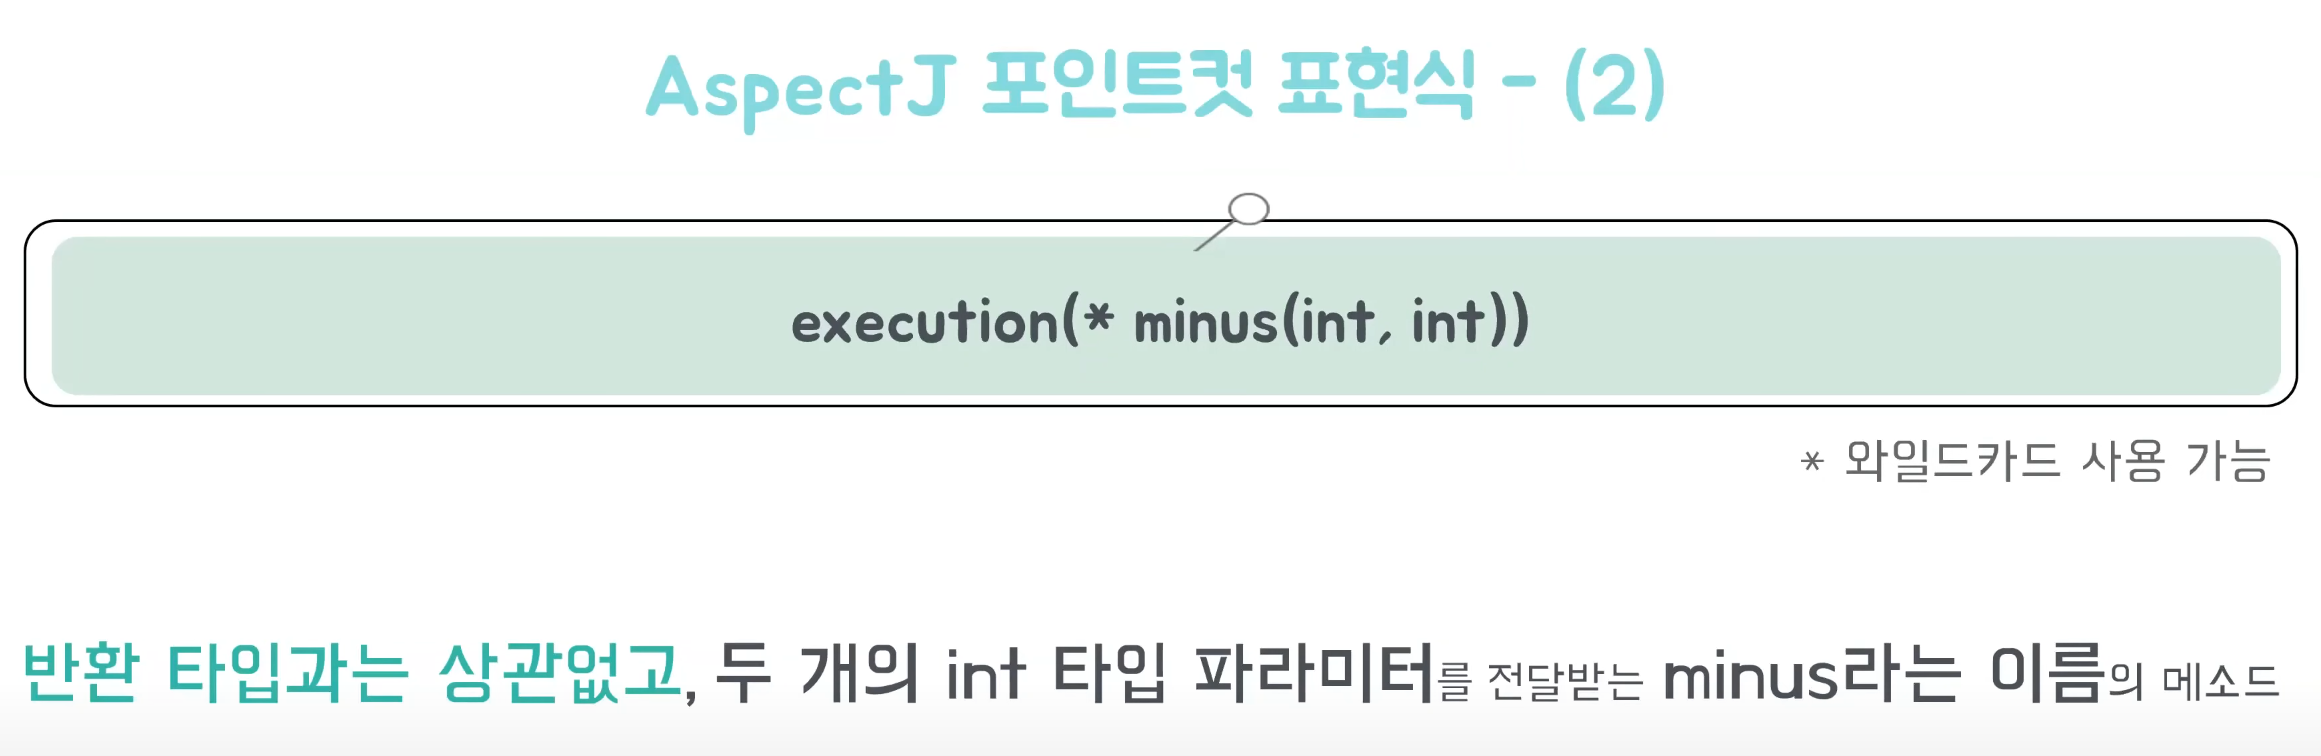 AspectJ 포인트컷 표현식 - (2)
execution(* minus(int, int))
* 와일드카드 사용 가능
반환 타입과는 상관없고, 두 개의 int 타입 파라미터를 전달받는 minus라는 이름의 메소드